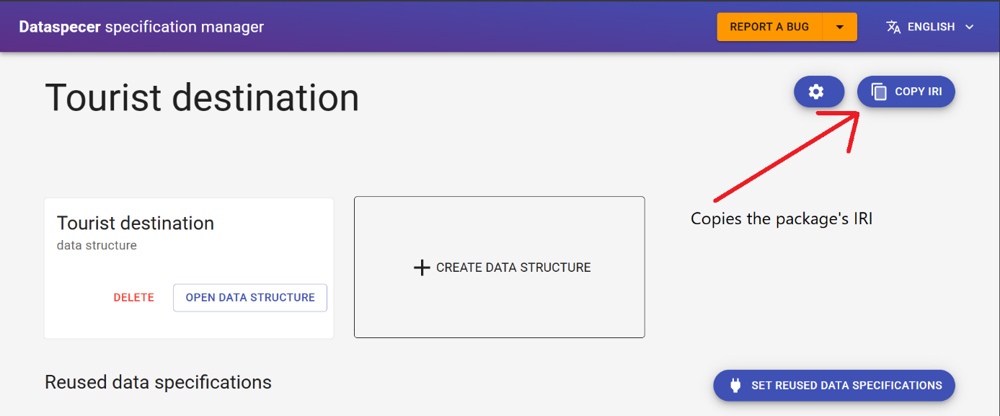 Dataspecer specification manager
REPORT A BUG
ENGLISH
Tourist destination
COPY IRI
Tourist destination
data structure
DELETE
OPEN DATA STRUCTURE
CREATE DATA STRUCTURE
Copies the package's IRI
Reused data specifications
SET REUSED DATA SPECIFICATIONS